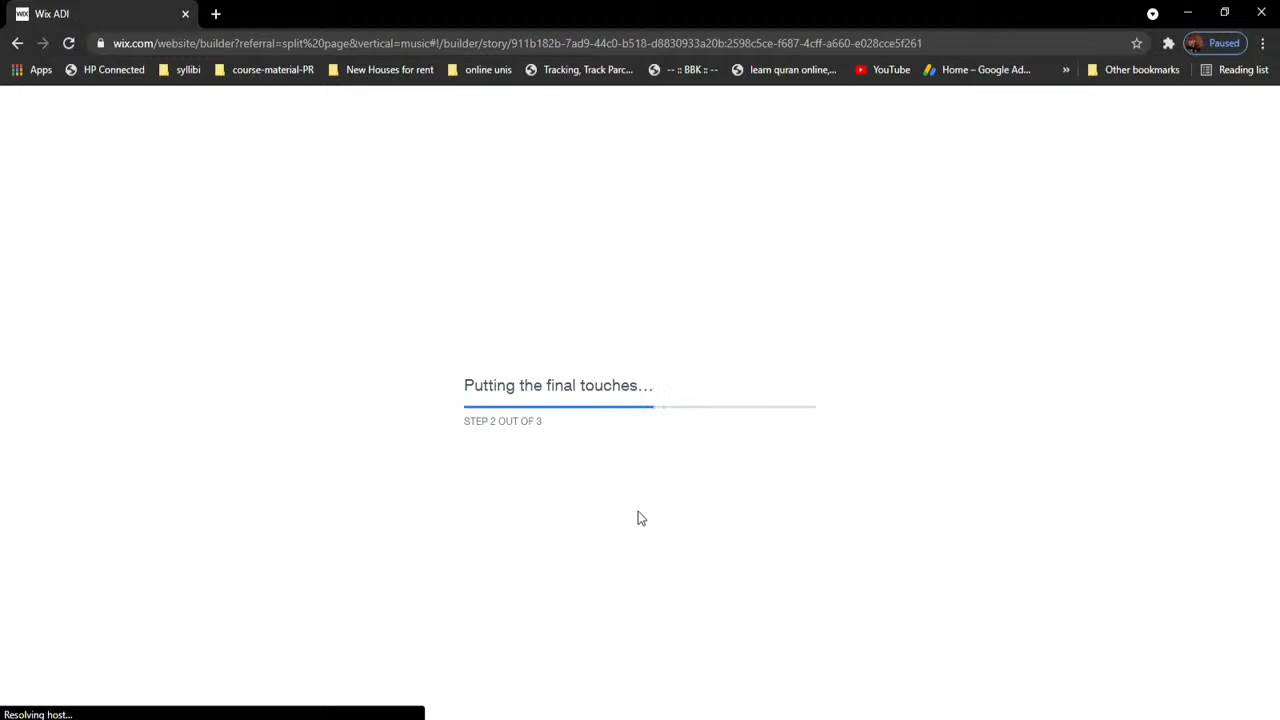 WIX Wix ADI
wix.com/website/builder?referral=split%20page&vertical=music#!/builder/story/911b182b-7ad9-44c0-b518-d8830933a20b:2598c5ce-f687-4cff-a660-e028cce5f261
Paused
Apps HP Connected syllibi course-material-PR New Houses for rent online unis Tracking, Track Parc... -- :: BBK :: -- learn quran online,... YouTube Home – Google Ad... » Other bookmarks Reading list
Putting the final touches...
STEP 2 OUT OF 3
Resolving host...